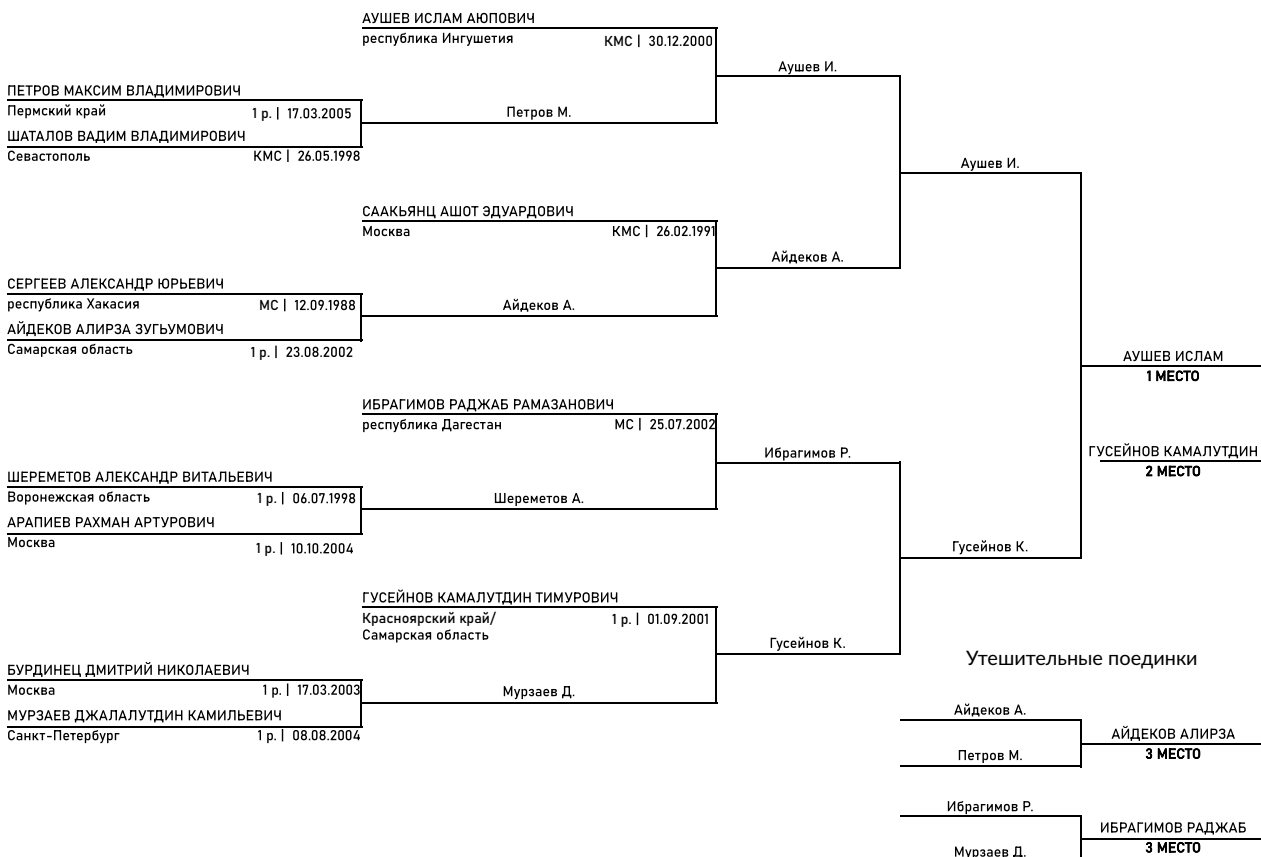 АУШЕВ ИСЛАМ АЮПОВИЧ
республика Ингушетия КМС | 30.12.2000
Аушев И.
ПЕТРОВ МАКСИМ ВЛАДИМИРОВИЧ
Пермский край 1 р. | 17.03.2005
Петров М.
ШАТАЛОВ ВАДИМ ВЛАДИМИРОВИЧ
Севастополь КМС | 26.05.1998
Аушев И.
СААКЬЯНЦ АШОТ ЭДУАРДОВИЧ
Москва КМС | 26.02.1991
Айдеков А.
СЕРГЕЕВ АЛЕКСАНДР ЮРЬЕВИЧ
республика Хакасия МС | 12.09.1988
Айдеков А.
АЙДЕКОВ АЛИРЗА ЗУГЬУМОВИЧ
Самарская область 1 р. | 23.08.2002
АУШЕВ ИСЛАМ
1 МЕСТО
ИБРАГИМОВ РАДЖАБ РАМАЗАНОВИЧ
республика Дагестан МС | 25.07.2002
Ибрагимов Р.
ГУСЕЙНОВ КАМАЛУТДИН
2 МЕСТО
ШЕРЕМЕТОВ АЛЕКСАНДР ВИТАЛЬЕВИЧ
Воронежская область 1 р. | 06.07.1998
Шереметов А.
АРАПИЕВ РАХМАН АРТУРОВИЧ
Москва 1 р. | 10.10.2004
Гусейнов К.
ГУСЕЙНОВ КАМАЛУТДИН ТИМУРОВИЧ
Красноярский край/ 1 р. | 01.09.2001
Самарская область
Гусейнов К.
Утешительные поединки
БУРДИНЕЦ ДМИТРИЙ НИКОЛАЕВИЧ
Москва 1 р. | 17.03.2003
Мурзаев Д.
МУРЗАЕВ ДЖАЛАЛУТДИН КАМИЛЬЕВИЧ
Санкт-Петербург 1 р. | 08.08.2004
Айдеков А.
АЙДЕКОВ АЛИРЗА
3 МЕСТО
Петров М.
Ибрагимов Р.
ИБРАГИМОВ РАДЖАБ
3 МЕСТО
Мурзаев Д.